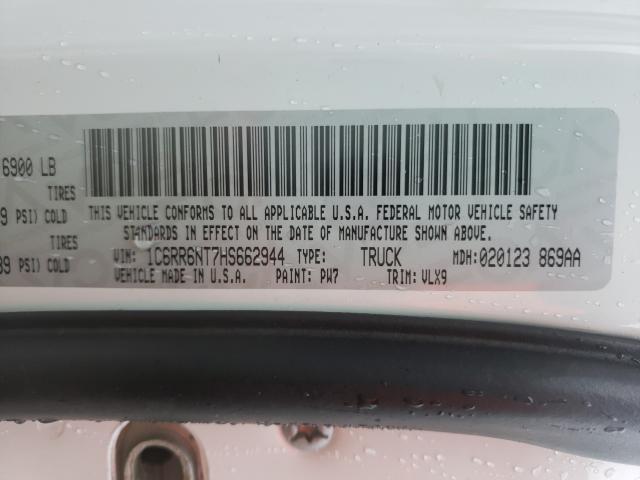 6900 LB
TIRES
9 PSI) COLD
TIRES
39 PSI) COLD
THIS VEHICLE CONFORMS TO ALL APPLICABLE U.S.A. FEDERAL MOTOR VEHICLE SAFETY
STANDARDS IN EFFECT ON THE DATE OF MANUFACTURE SHOWN ABOVE.
VIN: 1C6RR6NT7HS662944 TYPE: TRUCK MDH:020123 869AA
VEHICLE MADE IN PAINT: PW7 TRIM: VLX9